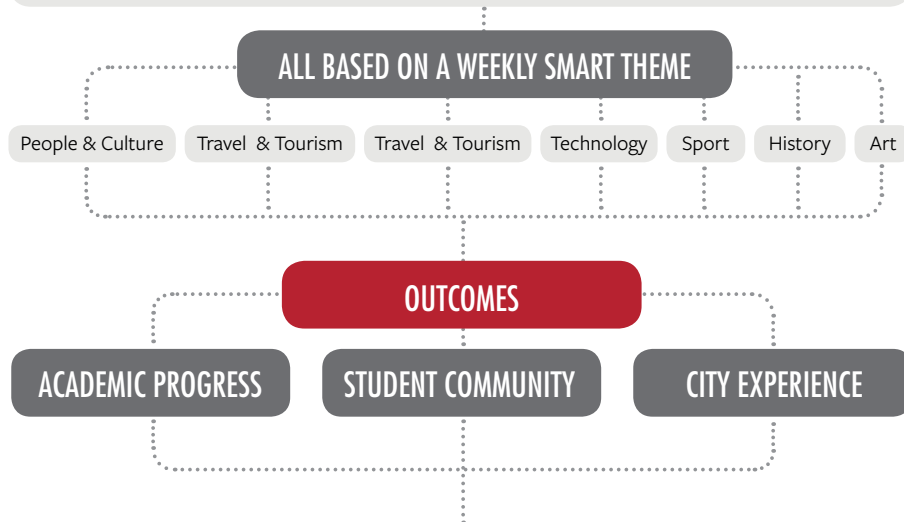 ALL BASED ON A WEEKLY SMART THEME
People & Culture Travel & Tourism Travel & Tourism Technology Sport History Art
OUTCOMES
ACADEMIC PROGRESS STUDENT COMMUNITY CITY EXPERIENCE